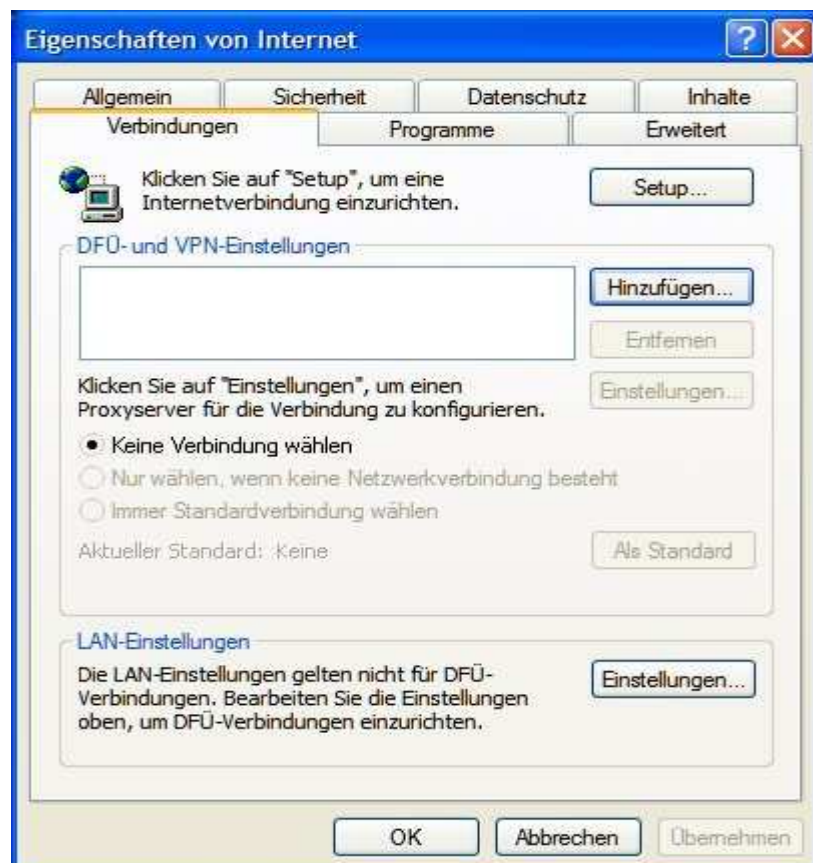 Eigenschaften von Internet
Allgemein
Sicherheit
Datenschutz
Inhalte
Verbindungen
Programme
Erweitert
Klicken Sie auf "Setup", um eine
Internetverbindung einzurichten.
Setup...
DFÜ- und VPN-Einstellungen
Hinzufügen...
Entfernen
Klicken Sie auf "Einstellungen", um einen
Proxyserver für die Verbindung zu konfigurieren.
Einstellungen...
Keine Verbindung wählen
Nur wählen, wenn keine Netzwerkverbindung besteht
Immer Standardverbindung wählen
Aktueller Standard: Keine
Als Standard
LAN-Einstellungen
Die LAN-Einstellungen gelten nicht für DFÜ-
Verbindungen. Bearbeiten Sie die Einstellungen
oben, um DFÜ-Verbindungen einzurichten.
Einstellungen...
OK
Abbrechen
Übernehmen